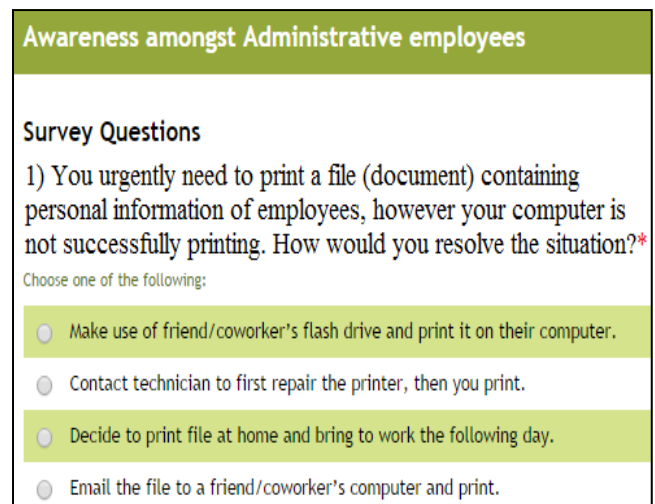 Awareness amongst Administrative employees
Survey Questions
1) You urgently need to print a file (document) containing
personal information of employees, however your computer is
not successfully printing. How would you resolve the situation?*
Choose one of the following:
Make use of friend/coworker's flash drive and print it on their computer.
Contact technician to first repair the printer, then you print.
Decide to print file at home and bring to work the following day.
Email the file to a friend/coworker's computer and print.